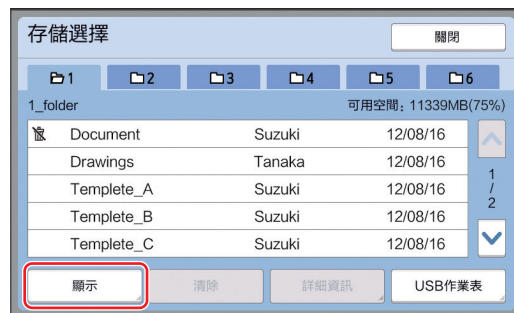 存儲選擇 關閉
1 2 3 4 5 6
1_folder 可用空間：11339MB(75%)
Document Suzuki 12/08/16
Drawings Tanaka 12/08/16
Templete_A Suzuki 12/08/16
Templete_B Suzuki 12/08/16
Templete_C Suzuki 12/08/16
1
/
2
顯示 清除 詳細資訊 USB作業表